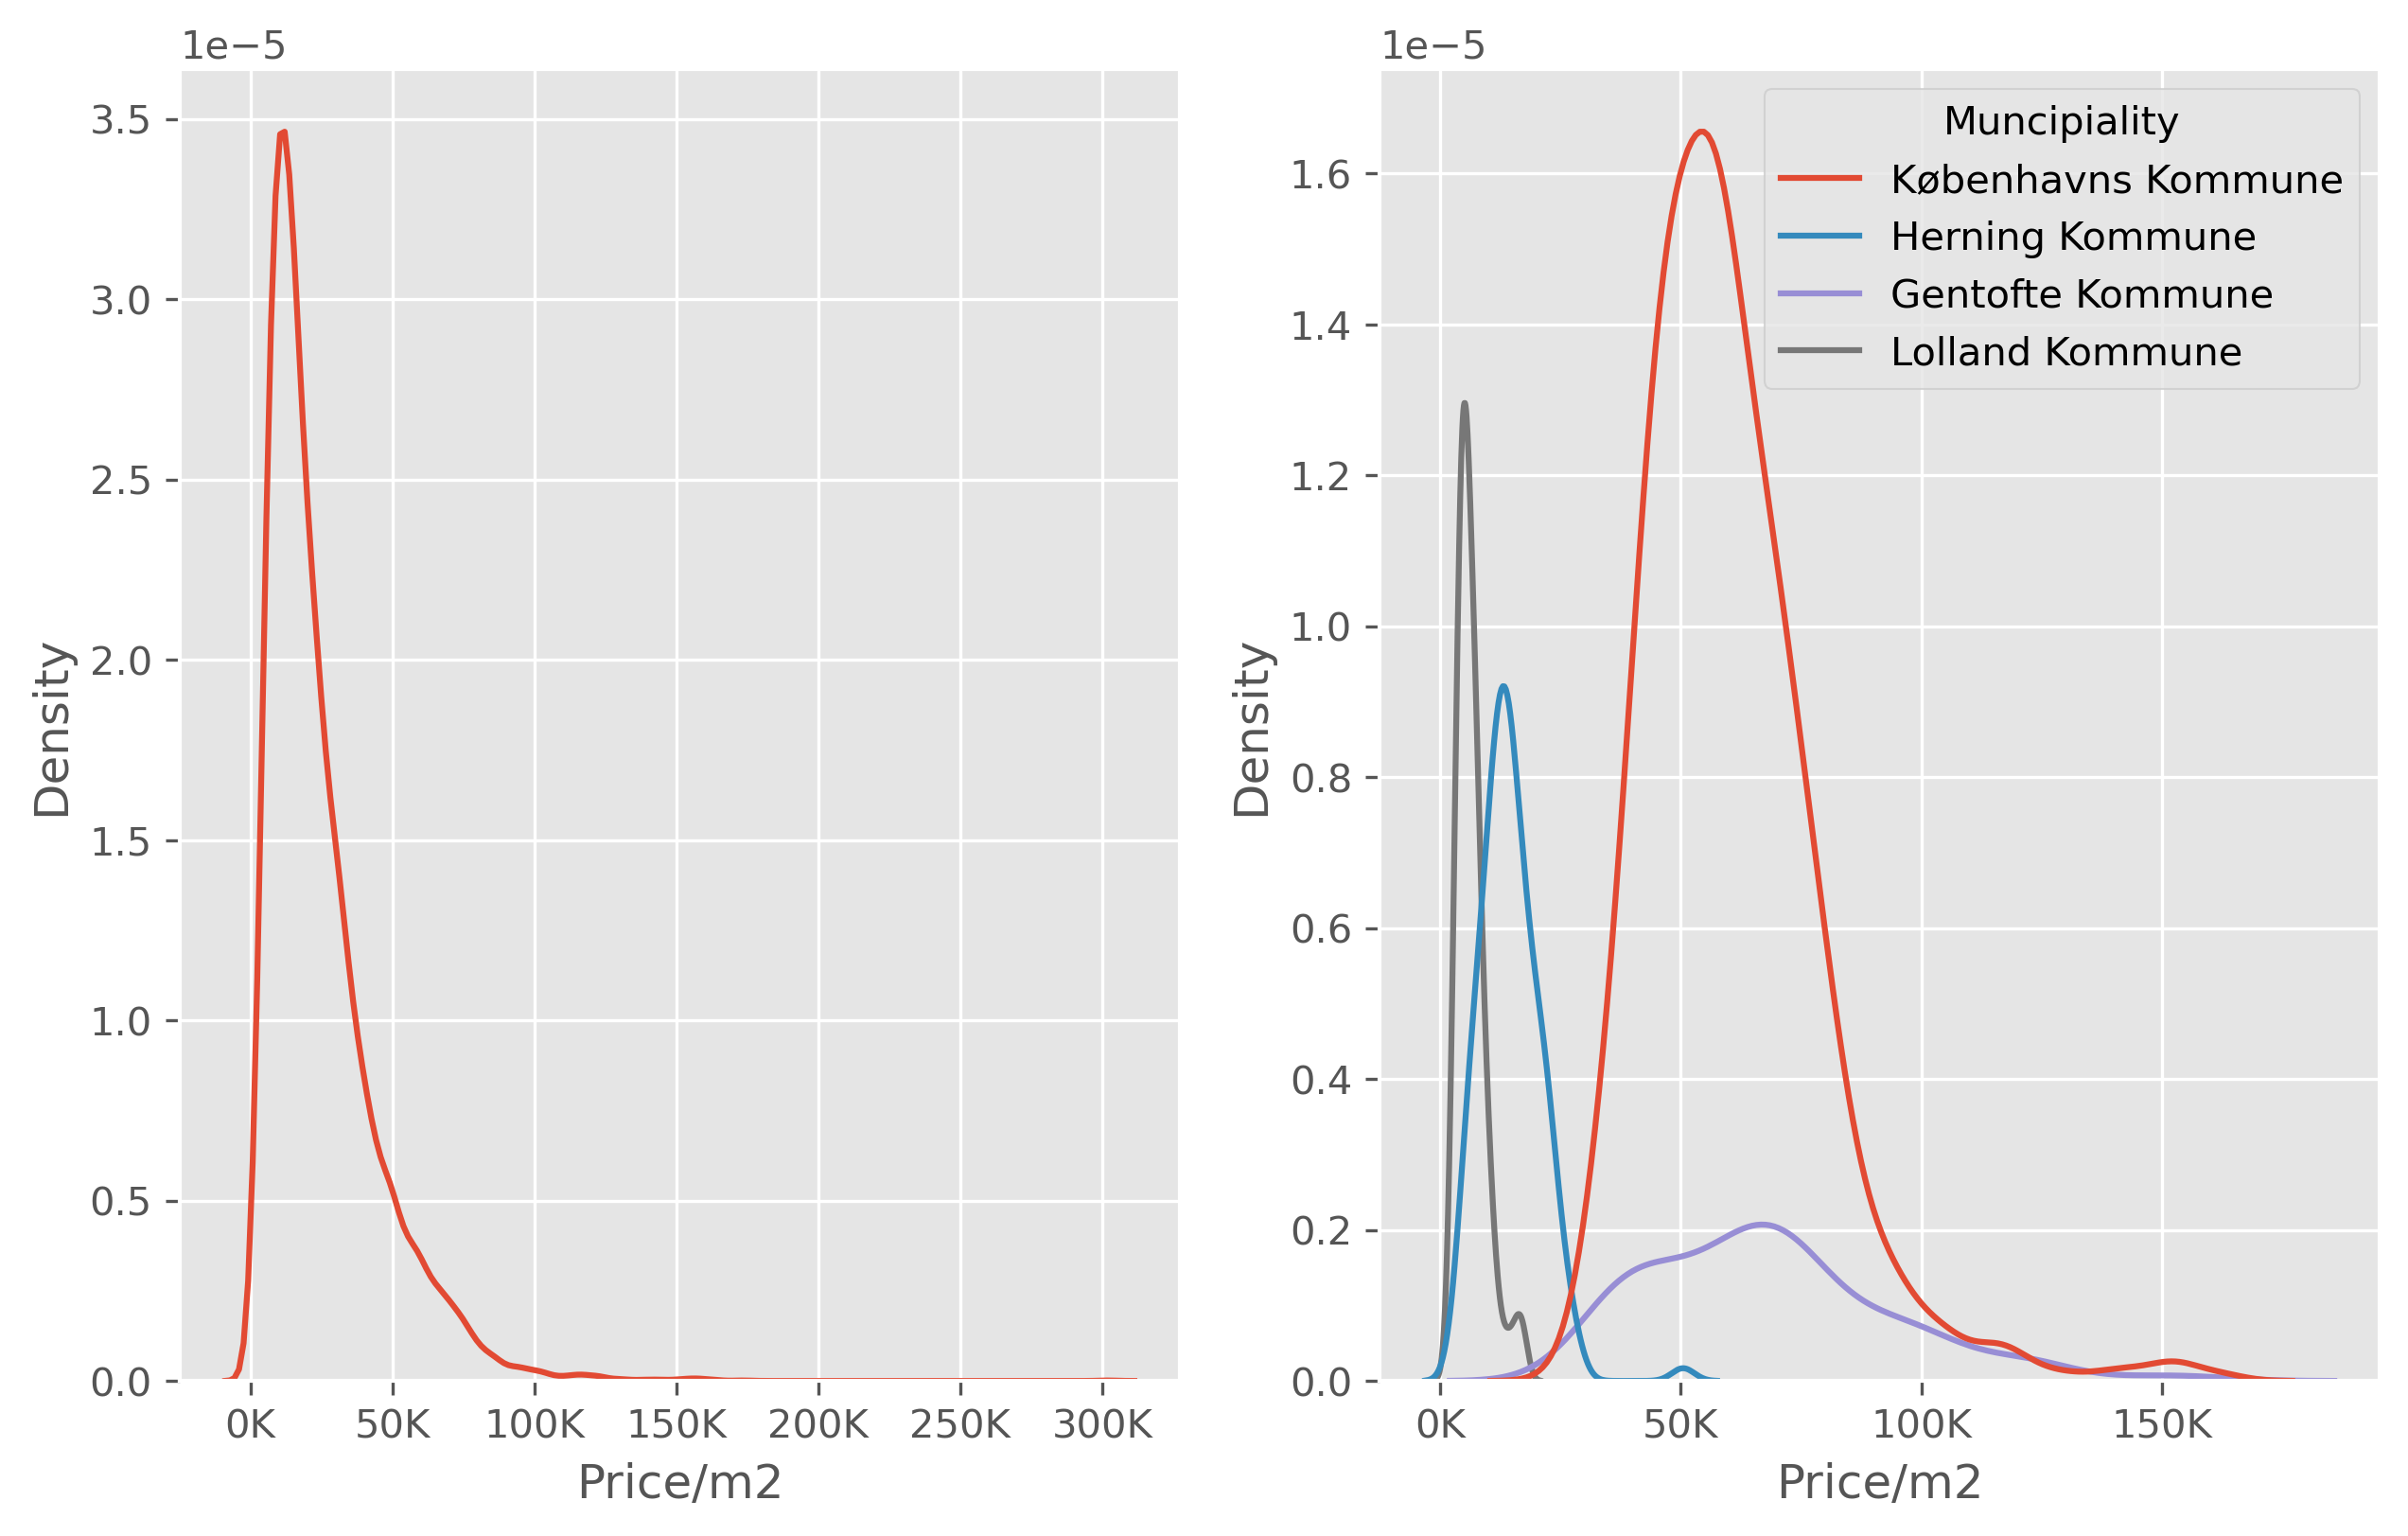 1e−5
3.5
3.0
2.5
2.0
1.5
1.0
0.5
0.0
Density
0K 50K 100K 150K 200K 250K 300K
Price/m2
1e−5
1.6
1.4
1.2
1.0
0.8
0.6
0.4
0.2
0.0
Density
0K 50K 100K 150K
Price/m2
Muncipiality
Københavns Kommune
Herning Kommune
Gentofte Kommune
Lolland Kommune